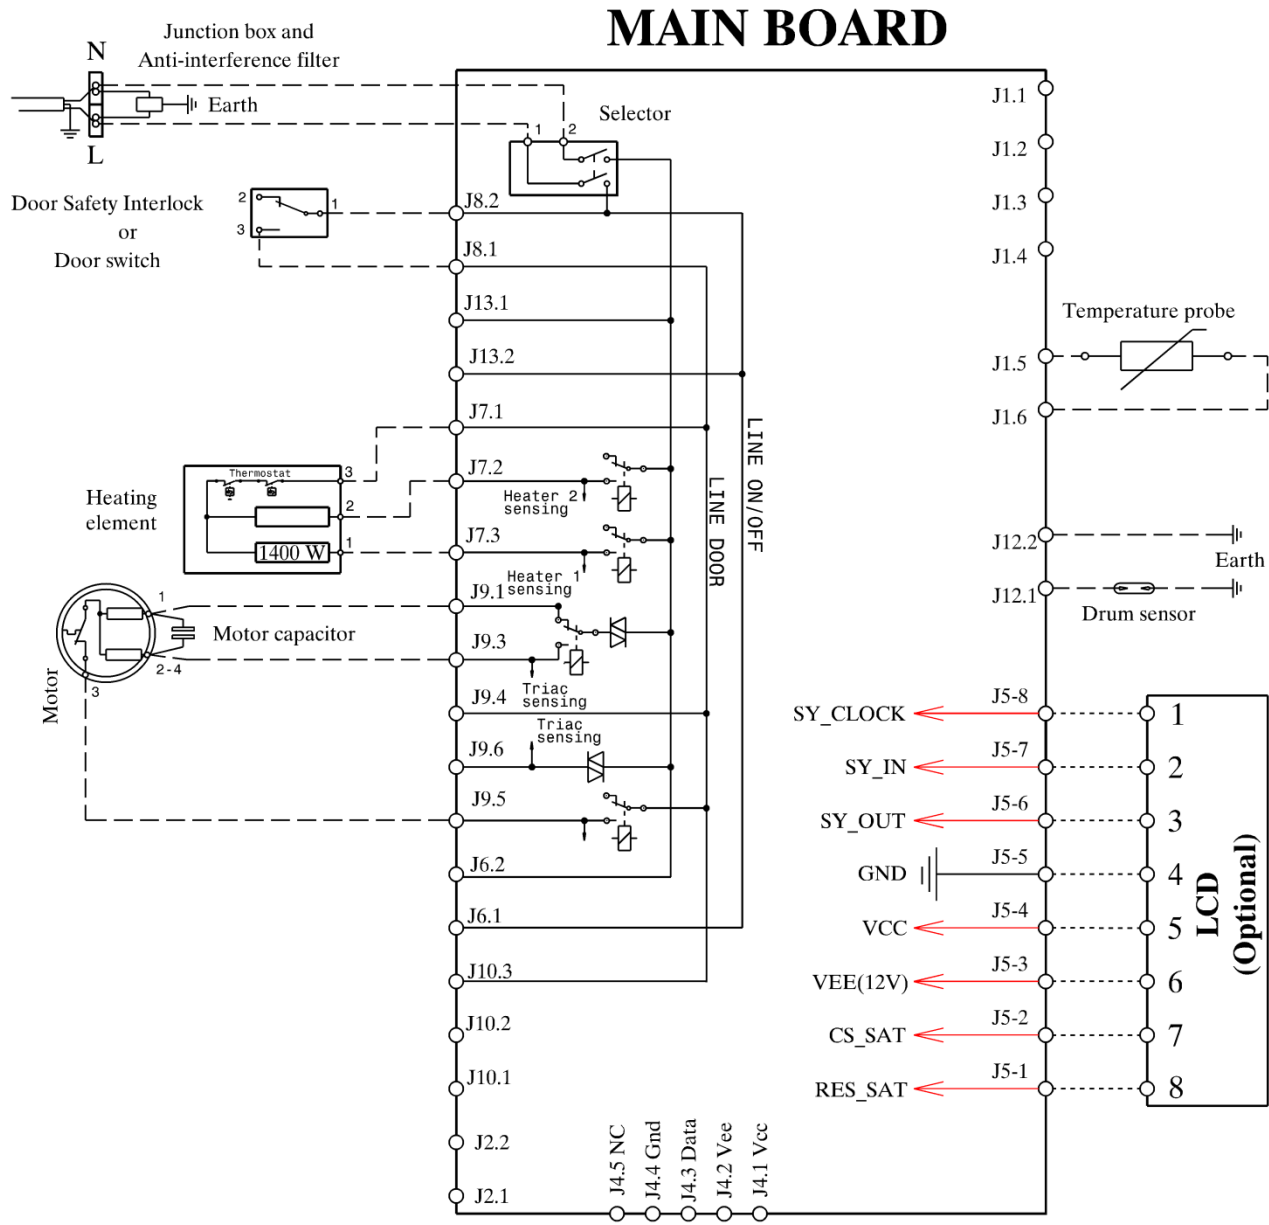 MAIN BOARD
Junction box and
Anti-interference filter
N
Earth
L
Selector
1
2
Door Safety Interlock
or
Door switch
2
1
3
J8.2
J8.1
J13.1
J13.2
J7.1
J7.2
J7.3
J9.1
J9.3
J9.4
J9.6
J9.5
J6.2
J6.1
J10.3
J10.2
J10.1
J2.2
J2.1
Heating
element
Thermostat
3
2
1
1400 W
Heater 2
sensing
Heater 1
sensing
LINE DOOR
LINE ON/OFF
Motor
1
2-4
3
Motor capacitor
Triac
sensing
Triac
sensing
J4.5 NC
J4.4 Gnd
J4.3 Data
J4.2 Vee
J4.1 Vcc
J1.1
J1.2
J1.3
J1.4
J1.5
J1.6
Temperature probe
J12.2
J12.1
Earth
Drum sensor
SY_CLOCK
J5-8
1
SY_IN
J5-7
2
SY_OUT
J5-6
3
GND
J5-5
4
VCC
J5-4
5
VEE(12V)
J5-3
6
CS_SAT
J5-2
7
RES_SAT
J5-1
8
LCD
(Optional)